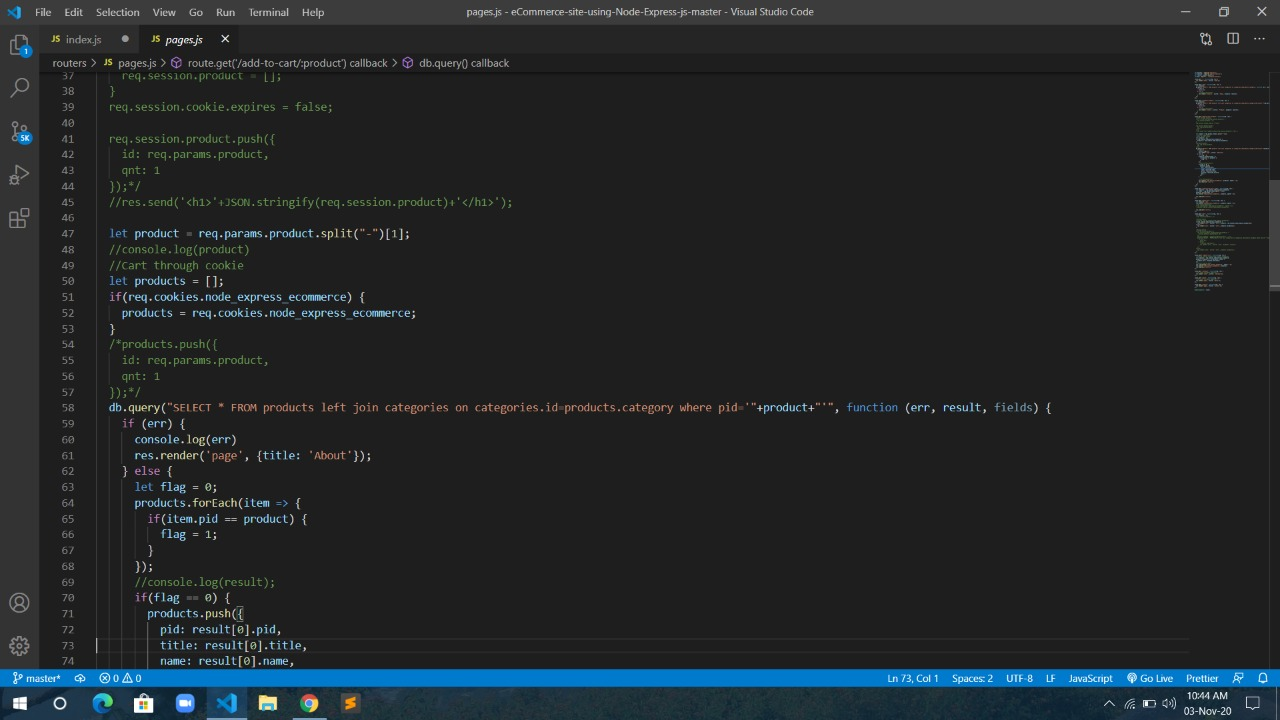 File Edit Selection View Go Run Terminal Help
pages.js - eCommerce-site-using-Node-Express-js-master - Visual Studio Code
JS index.js
JS pages.js
routers > JS pages.js > route.get('/add-to-cart/:product') callback > db.query() callback
37 req.session.product = [];
38 }
39 req.session.cookie.expires = false;
40
41 req.session.product.push({
42 id: req.params.product,
43 qnt: 1
44 });*/
45 //res.send('<h1>'+JSON.stringify(req.session.product)+'</h1>')
46
47 let product = req.params.product.split("-")[1];
48 //console.log(product)
49 //Cart through cookie
50 let products = [];
51 if(req.cookies.node_express_ecommerce) {
52 products = req.cookies.node_express_ecommerce;
53 }
54 /*products.push({
55 id: req.params.product,
56 qnt: 1
57 });*/
58 db.query("SELECT * FROM products left join categories on categories.id=products.category where pid='"+product+"'", function (err, result, fields) {
59 if (err) {
60 console.log(err)
61 res.render('page', {title: 'About'});
62 } else {
63 let flag = 0;
64 products.forEach(item => {
65 if(item.pid == product) {
66 flag = 1;
67 }
68 });
69 //console.log(result);
70 if(flag == 0) {
71 products.push({
72 pid: result[0].pid,
73 title: result[0].title,
74 name: result[0].name,
1
5K
master* 0 0 Ln 73, Col 1 Spaces: 2 UTF-8 LF JavaScript Go Live Prettier
10:44 AM
03-Nov-20